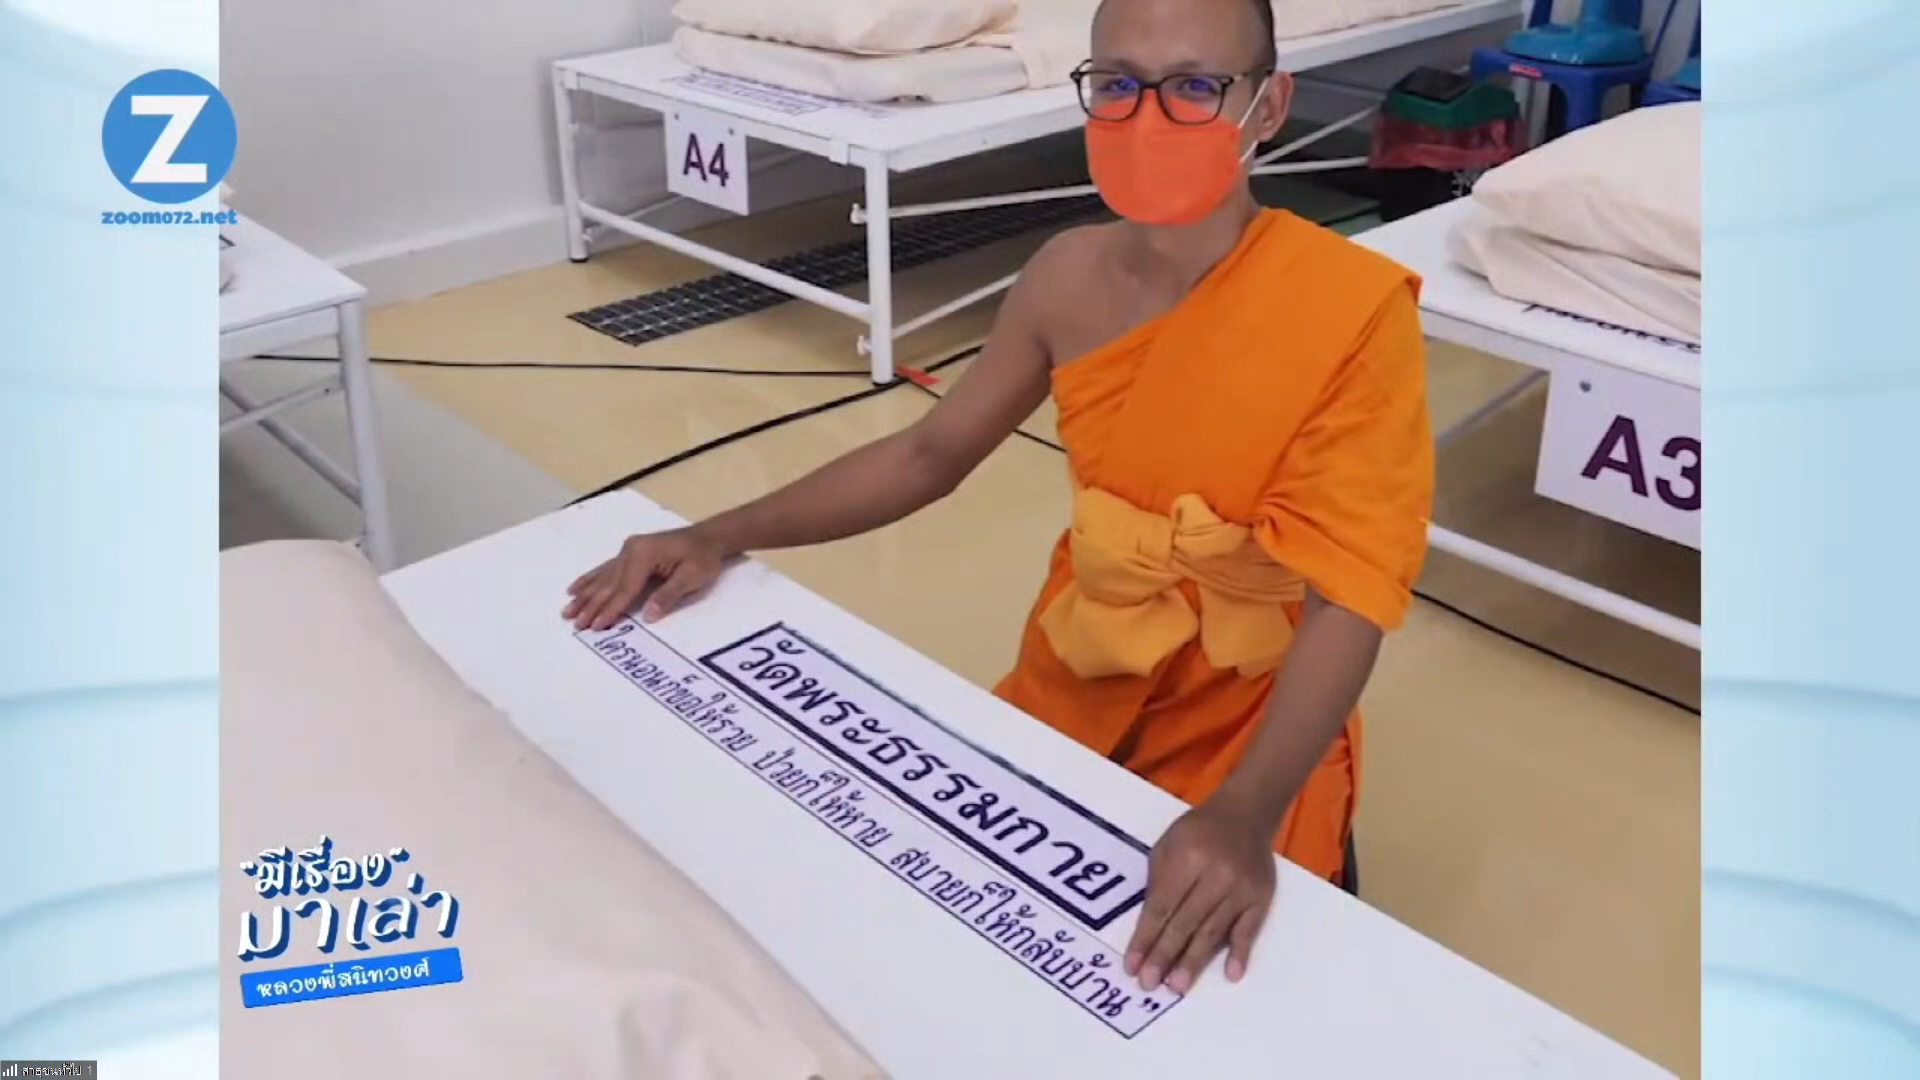 Z
zoom072.net
A4
A3
วัดพระธรรมกาย
"ใครนอนก็ขอให้รวย ป่วยก็ให้หาย สบายก็ให้กลับบ้าน"
"มีเรื่อง"
มาเล่า
หลวงพี่สนิทวงศ์